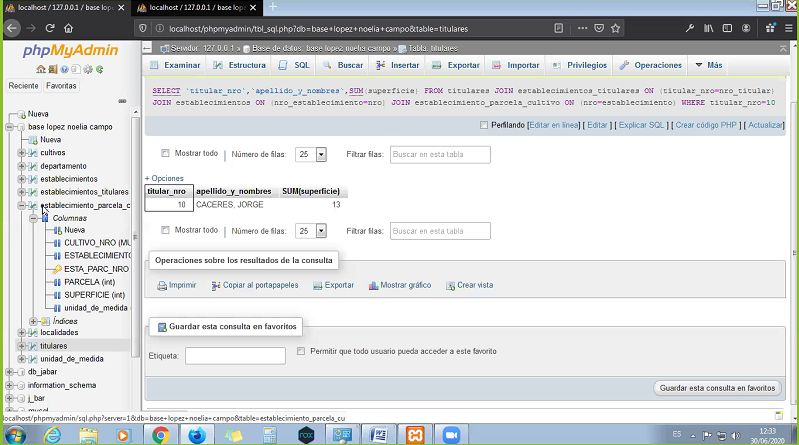 localhost / 127.0.0.1 / base lope
localhost / 127.0.0.1 / base lopez
localhost/phpmyadmin/tbl_sql.php?db=base+lopez+noelia+campo&table=titulares
phpMyAdmin
Reciente Favoritas
Nueva
base lopez noelia campo
Nueva
cultivos
departamento
establecimientos
establecimientos_titulares
establecimiento_parcela_c
Columnas
Nueva
CULTIVO_NRO (MU
ESTABLECIMIENTO
ESTA_PARC_NRO
PARCELA (int)
SUPERFICIE (int)
unidad_de_medida
Índices
localidades
titulares
unidad_de_medida
db_jabar
information_schema
j_bar
mysql
Servidor: 127.0.0.1 » Base de datos: base lopez noelia campo » Tabla: titulares
Examinar Estructura SQL Buscar Insertar Exportar Importar Privilegios Operaciones Más
SELECT `titular_nro`,`apellido_y_nombres`,SUM(superficie) FROM titulares JOIN establecimientos_titulares ON (titular_nro=nro_titular)
JOIN establecimientos ON (nro_establecimiento=nro) JOIN establecimiento_parcela_cultivo ON (nro=establecimiento) WHERE titular_nro=10
Perfilando [Editar en línea] [ Editar ] [ Explicar SQL ] [ Crear código PHP ] [ Actualizar]
Mostrar todo | Número de filas: 25 Filtrar filas: Buscar en esta tabla
+ Opciones
titular_nro apellido_y_nombres SUM(superficie)
10 CACERES, JORGE 13
Mostrar todo | Número de filas: 25 Filtrar filas: Buscar en esta tabla
Operaciones sobre los resultados de la consulta
Imprimir Copiar al portapapeles Exportar Mostrar gráfico Crear vista
Guardar esta consulta en favoritos
Etiqueta: Permitir que todo usuario pueda acceder a este favorito
Guardar esta consulta en favoritos
localhost/phpmyadmin/sql.php?server=1&db=base+lopez+noelia+campo&table=establecimiento_parcela_cu
ES 12:33
30/06/2020